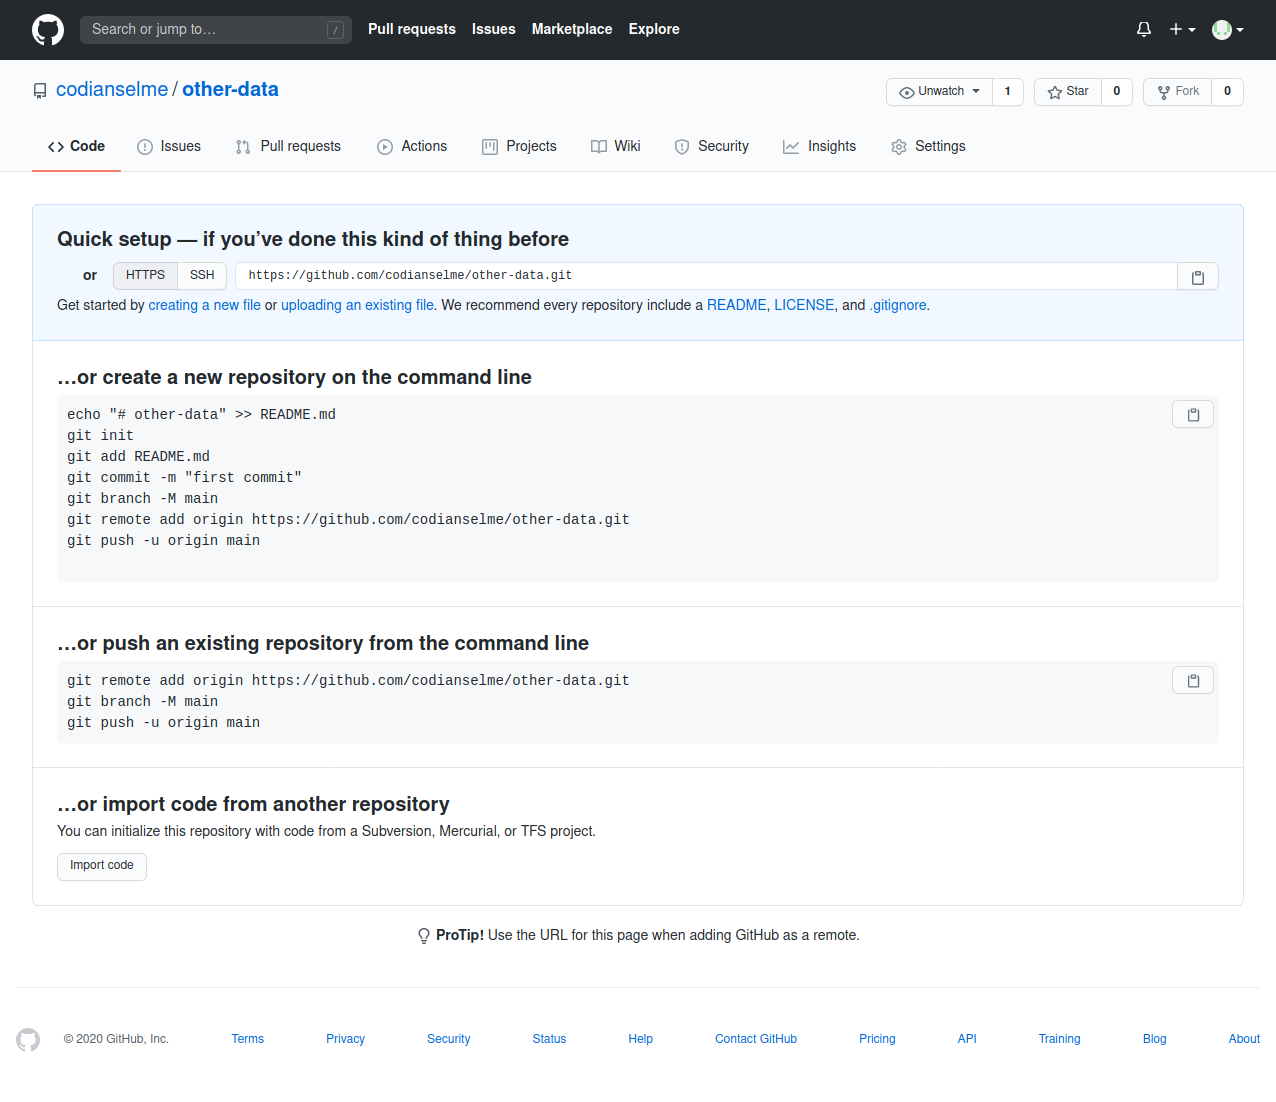 Search or jump to… /
Pull requests Issues Marketplace Explore
codianselme / other-data
Unwatch 1 Star 0 Fork 0
Code Issues Pull requests Actions Projects Wiki Security Insights Settings
Quick setup — if you’ve done this kind of thing before
or HTTPS SSH https://github.com/codianselme/other-data.git
Get started by creating a new file or uploading an existing file. We recommend every repository include a README, LICENSE, and .gitignore.
…or create a new repository on the command line
echo "# other-data" >> README.md
git init
git add README.md
git commit -m "first commit"
git branch -M main
git remote add origin https://github.com/codianselme/other-data.git
git push -u origin main
…or push an existing repository from the command line
git remote add origin https://github.com/codianselme/other-data.git
git branch -M main
git push -u origin main
…or import code from another repository
You can initialize this repository with code from a Subversion, Mercurial, or TFS project.
Import code
ProTip! Use the URL for this page when adding GitHub as a remote.
© 2020 GitHub, Inc. Terms Privacy Security Status Help Contact GitHub Pricing API Training Blog About